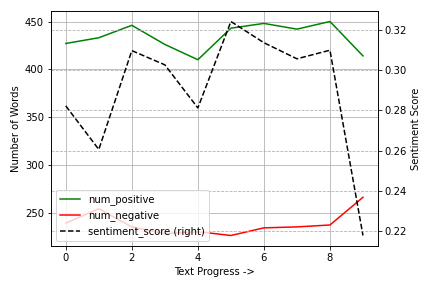 450
400
350
300
250
Number of Words
0.32
0.30
0.28
0.26
0.24
0.22
Sentiment Score
num_positive
num_negative
sentiment_score (right)
0 2 4 6 8
Text Progress ->